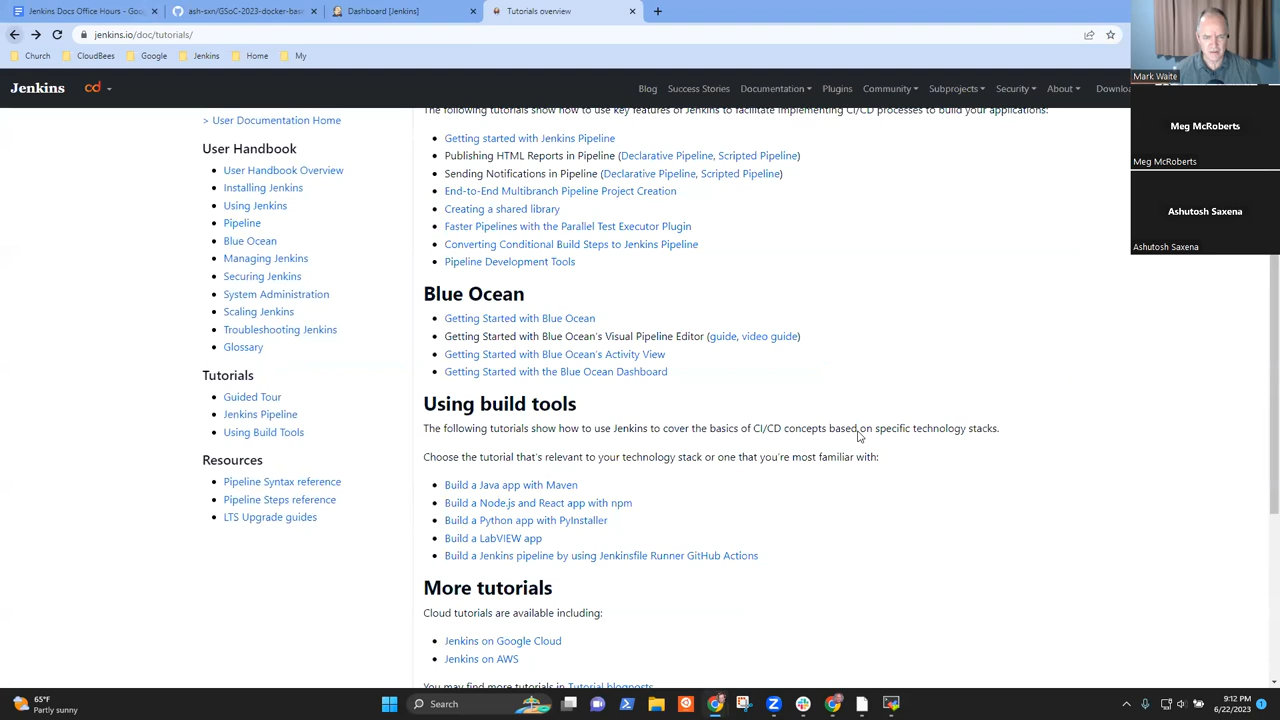 Jenkins Docs Office Hours - Goog
ash-sxn/GSoC-2023-docker-base
Dashboard [Jenkins]
Tutorials overview
jenkins.io/doc/tutorials/
Church
CloudBees
Google
Jenkins
Home
My
Jenkins
cd
Blog
Success Stories
Documentation
Plugins
Community
Subprojects
Security
About
Downlo
Mark Waite
Meg McRoberts
Meg McRoberts
Ashutosh Saxena
Ashutosh Saxena
> User Documentation Home
User Handbook
User Handbook Overview
Installing Jenkins
Using Jenkins
Pipeline
Blue Ocean
Managing Jenkins
Securing Jenkins
System Administration
Scaling Jenkins
Troubleshooting Jenkins
Glossary
Tutorials
Guided Tour
Jenkins Pipeline
Using Build Tools
Resources
Pipeline Syntax reference
Pipeline Steps reference
LTS Upgrade guides
The following tutorials show how to use key features of Jenkins to facilitate implementing CI/CD processes to build your applications:
Getting started with Jenkins Pipeline
Publishing HTML Reports in Pipeline (Declarative Pipeline, Scripted Pipeline)
Sending Notifications in Pipeline (Declarative Pipeline, Scripted Pipeline)
End-to-End Multibranch Pipeline Project Creation
Creating a shared library
Faster Pipelines with the Parallel Test Executor Plugin
Converting Conditional Build Steps to Jenkins Pipeline
Pipeline Development Tools
Blue Ocean
Getting Started with Blue Ocean
Getting Started with Blue Ocean's Visual Pipeline Editor (guide, video guide)
Getting Started with Blue Ocean's Activity View
Getting Started with the Blue Ocean Dashboard
Using build tools
The following tutorials show how to use Jenkins to cover the basics of CI/CD concepts based on specific technology stacks.
Choose the tutorial that's relevant to your technology stack or one that you're most familiar with:
Build a Java app with Maven
Build a Node.js and React app with npm
Build a Python app with PyInstaller
Build a LabVIEW app
Build a Jenkins pipeline by using Jenkinsfile Runner GitHub Actions
More tutorials
Cloud tutorials are available including:
Jenkins on Google Cloud
Jenkins on AWS
You may find more tutorials in Tutorial blogposts
65°F
Partly sunny
Search
9:12 PM
6/22/2023